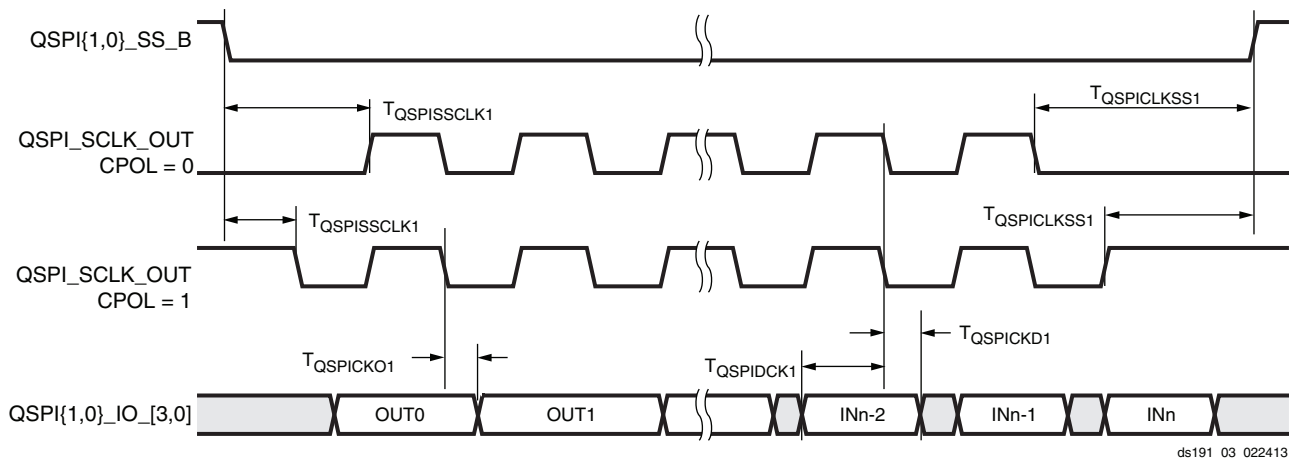 QSPI{1,0}_SS_B
TQSPISSCLK1
TQSPICLKSS1
QSPI_SCLK_OUT
CPOL = 0
TQSPISSCLK1
TQSPICLKSS1
QSPI_SCLK_OUT
CPOL = 1
TQSPICKO1
TQSPIDCK1
TQSPICKD1
QSPI{1,0}_IO_[3,0]
OUT0
OUT1
INn-2
INn-1
INn
ds191_03_022413